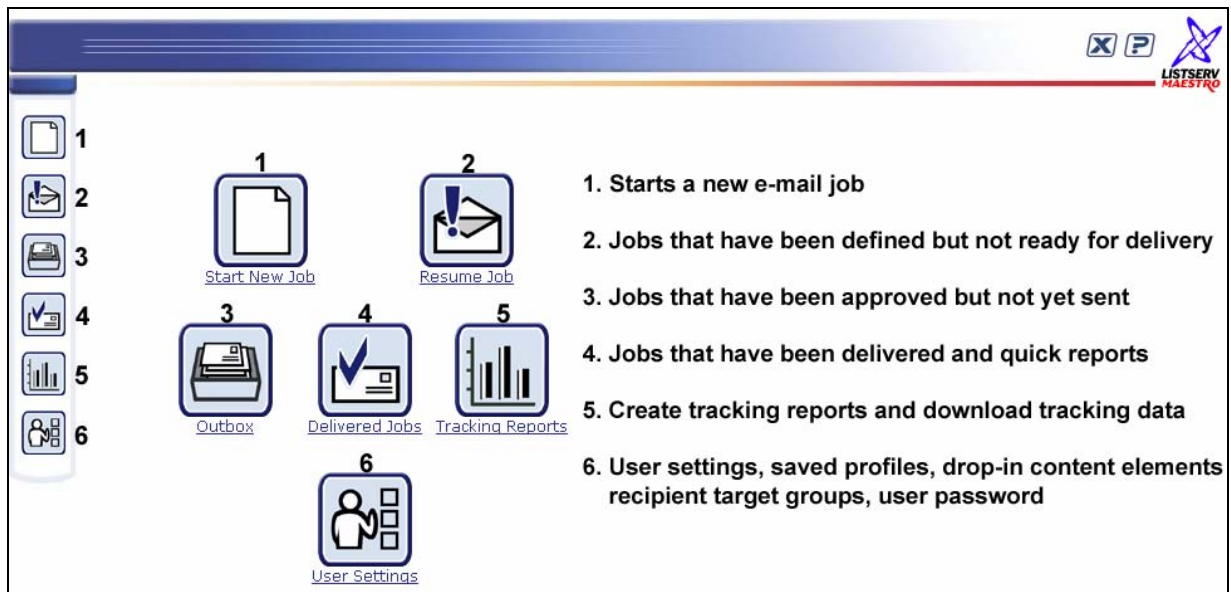 LISTSERV
MAESTRO
1
2
3
4
5
6
1
Start New Job
2
Resume Job
3
Outbox
4
Delivered Jobs
5
Tracking Reports
6
User Settings
1. Starts a new e-mail job
2. Jobs that have been defined but not ready for delivery
3. Jobs that have been approved but not yet sent
4. Jobs that have been delivered and quick reports
5. Create tracking reports and download tracking data
6. User settings, saved profiles, drop-in content elements
recipient target groups, user password